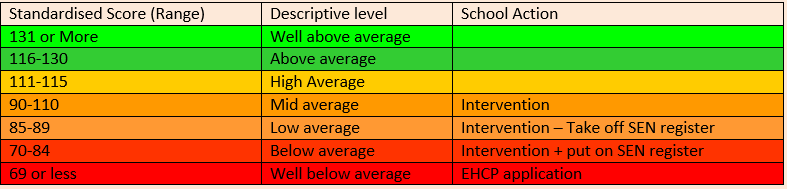 Standardised Score (Range) Descriptive level School Action
131 or More Well above average
116-130 Above average
111-115 High Average
90-110 Mid average Intervention
85-89 Low average Intervention – Take off SEN register
70-84 Below average Intervention + put on SEN register
69 or less Well below average EHCP application